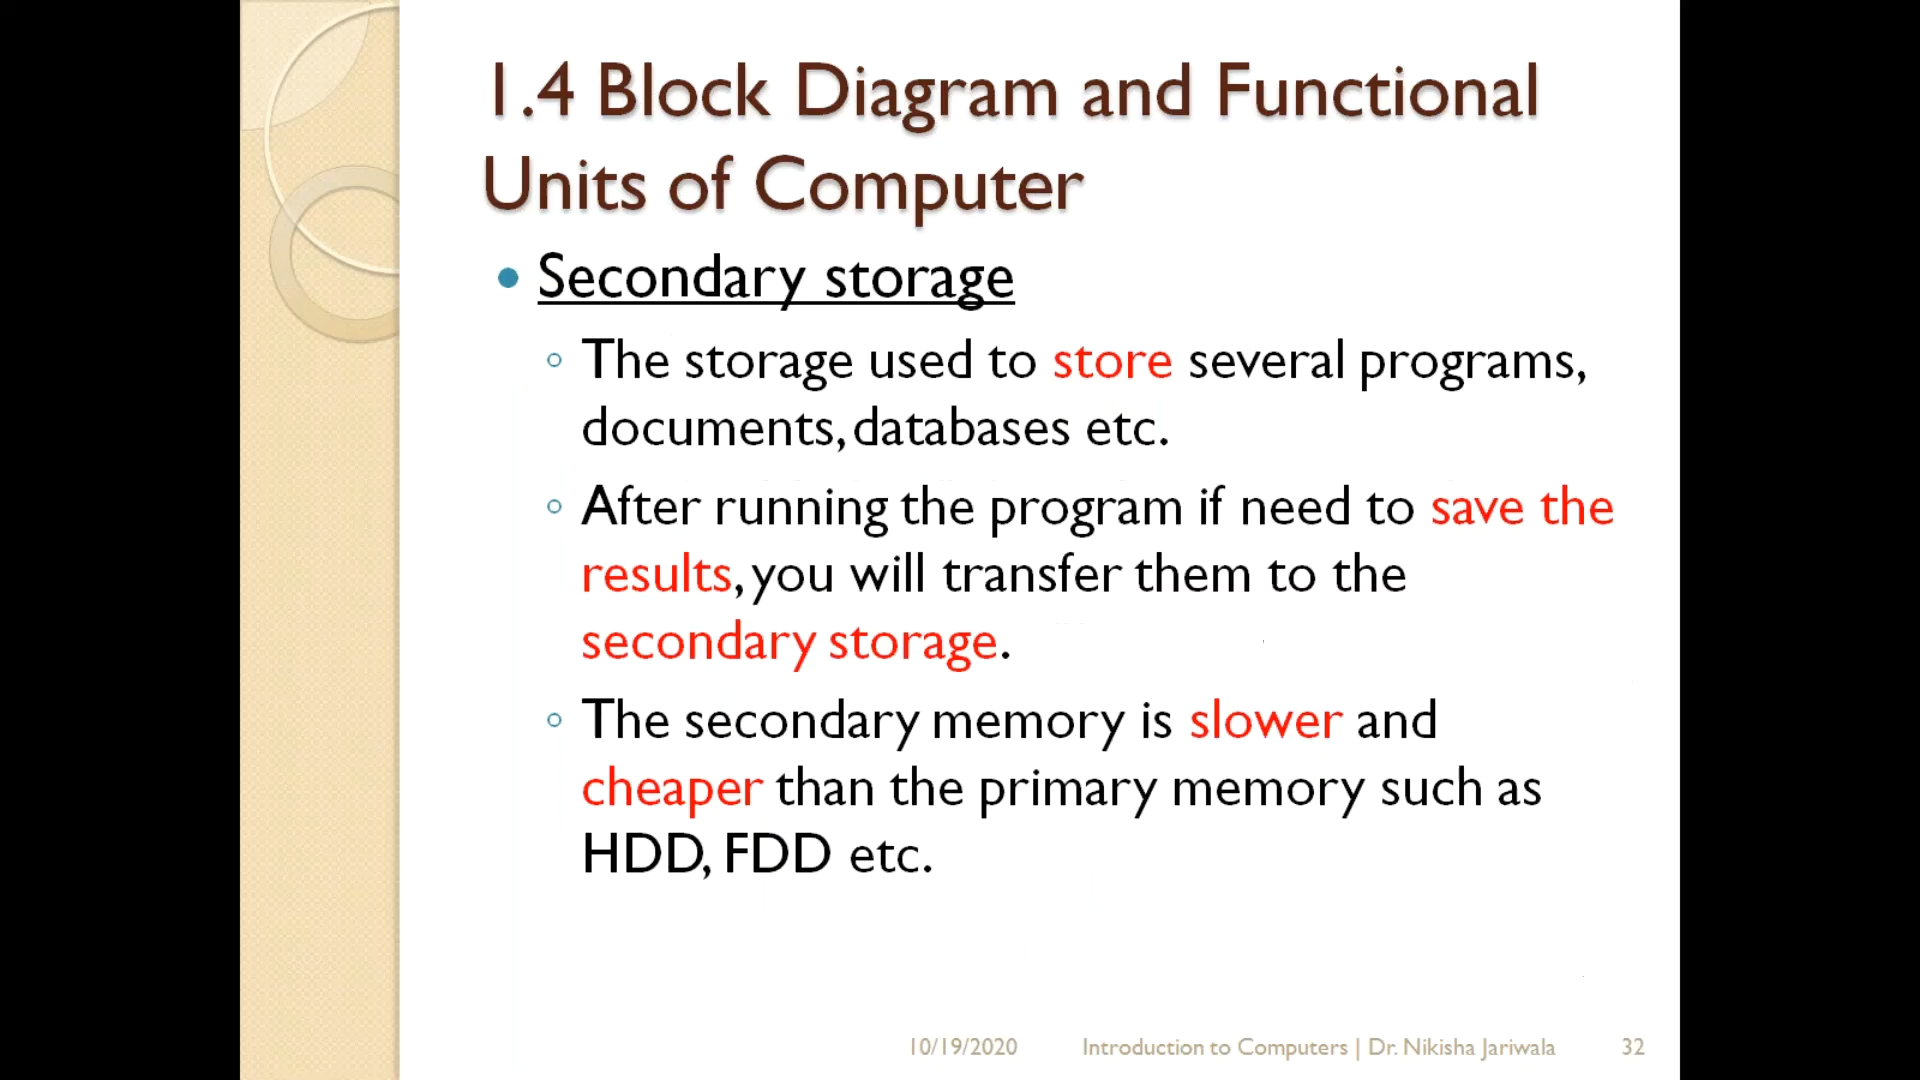 1.4 Block Diagram and Functional
Units of Computer
Secondary storage
The storage used to store several programs,
documents, databases etc.
After running the program if need to save the
results, you will transfer them to the
secondary storage.
The secondary memory is slower and
cheaper than the primary memory such as
HDD, FDD etc.
10/19/2020 Introduction to Computers | Dr. Nikisha Jariwala 32